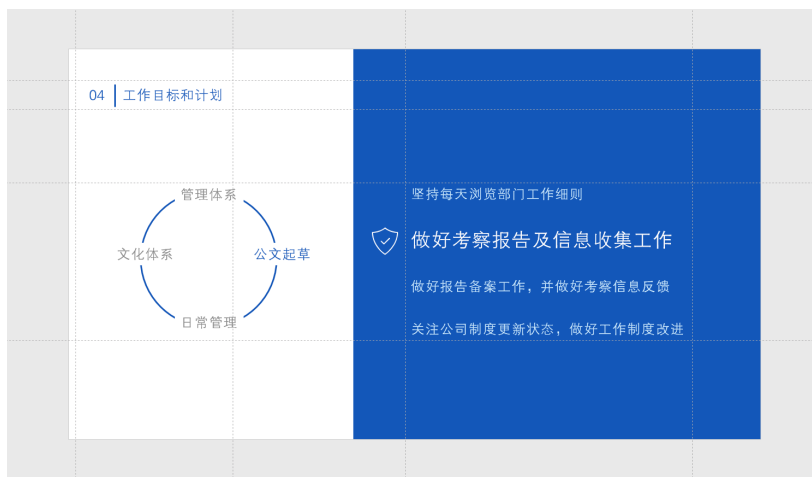 04 工作目标和计划
管理体系
文化体系
公文起草
日常管理
坚持每天浏览部门工作细则
做好考察报告及信息收集工作
做好报告备案工作，并做好考察信息反馈
关注公司制度更新状态，做好工作制度改进